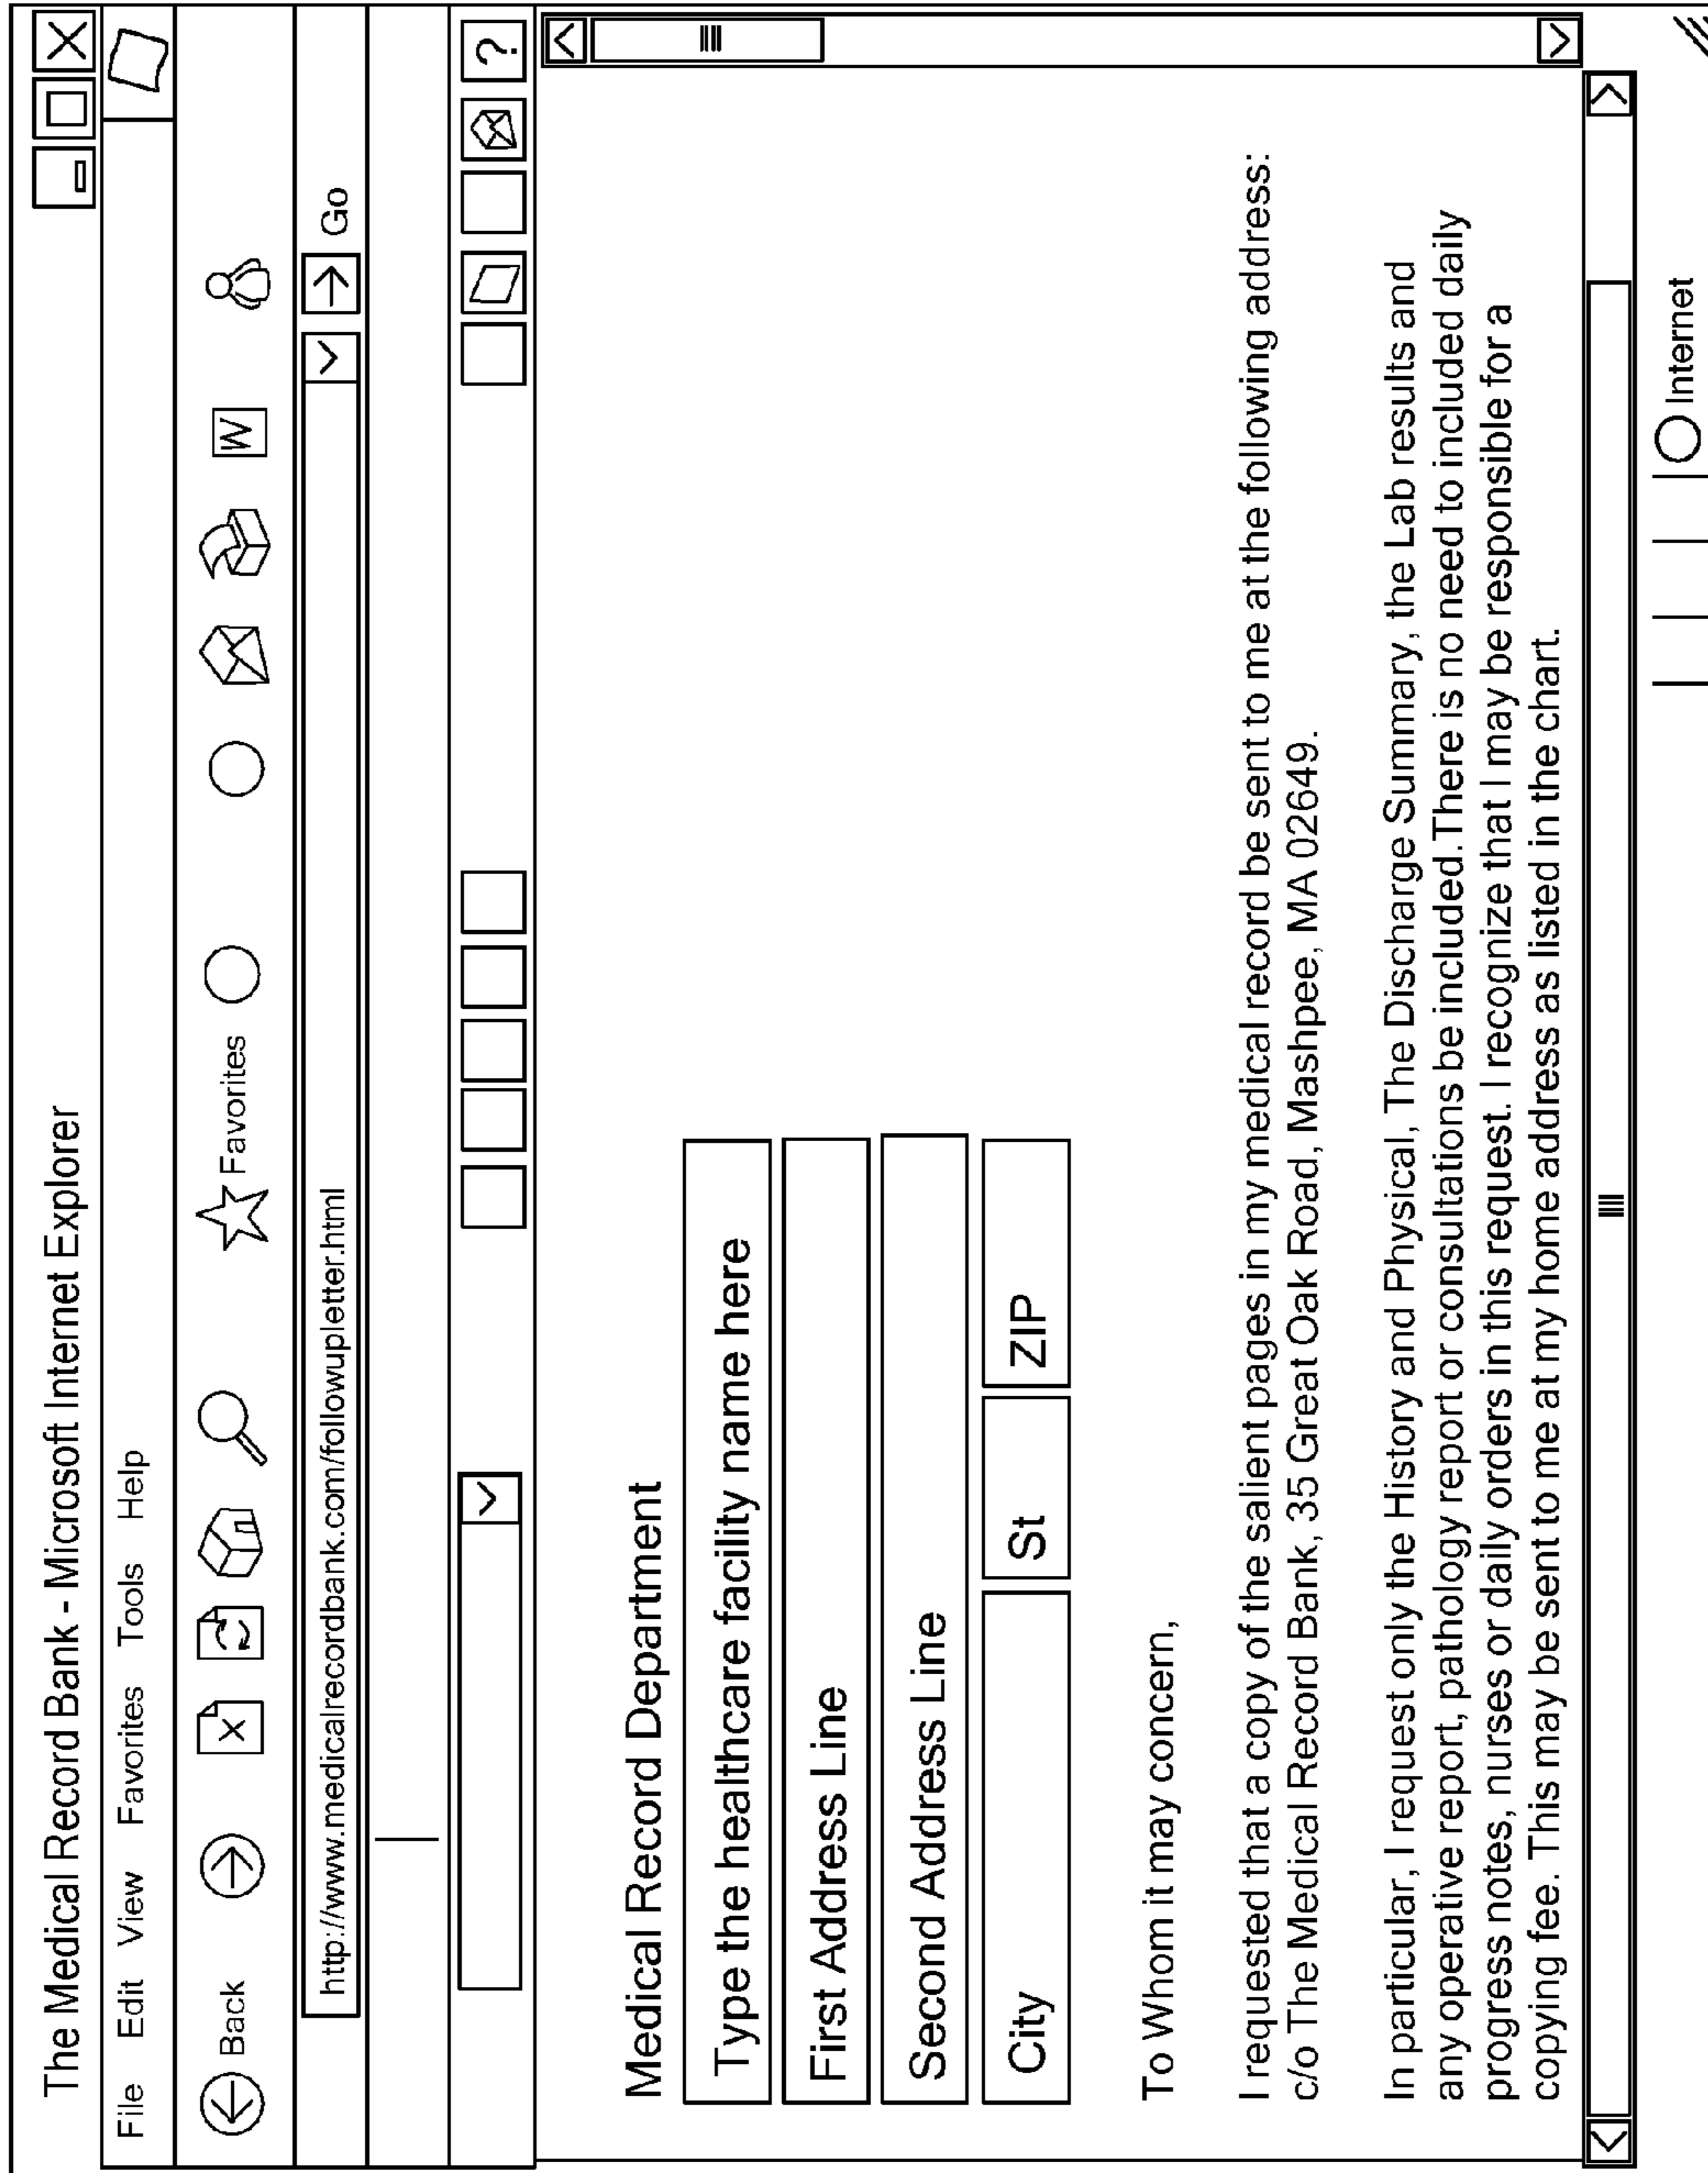 The Medical Record Bank - Microsoft Internet Explorer
File Edit View Favorites Tools Help
Back Favorites W
http://www.medicalrecordbank.com/followupletter.html Go
?
Medical Record Department
Type the healthcare facility name here
First Address Line
Second Address Line
City St ZIP
To Whom it may concern,
I requested that a copy of the salient pages in my medical record be sent to me at the following address:
c/o The Medical Record Bank, 35 Great Oak Road, Mashpee, MA 02649.
In particular, I request only the History and Physical, The Discharge Summary, the Lab results and
any operative report, pathology report or consultations be included.There is no need to included daily
progress notes, nurses or daily orders in this request. I recognize that I may be responsible for a
copying fee. This may be sent to me at my home address as listed in the chart.
Internet